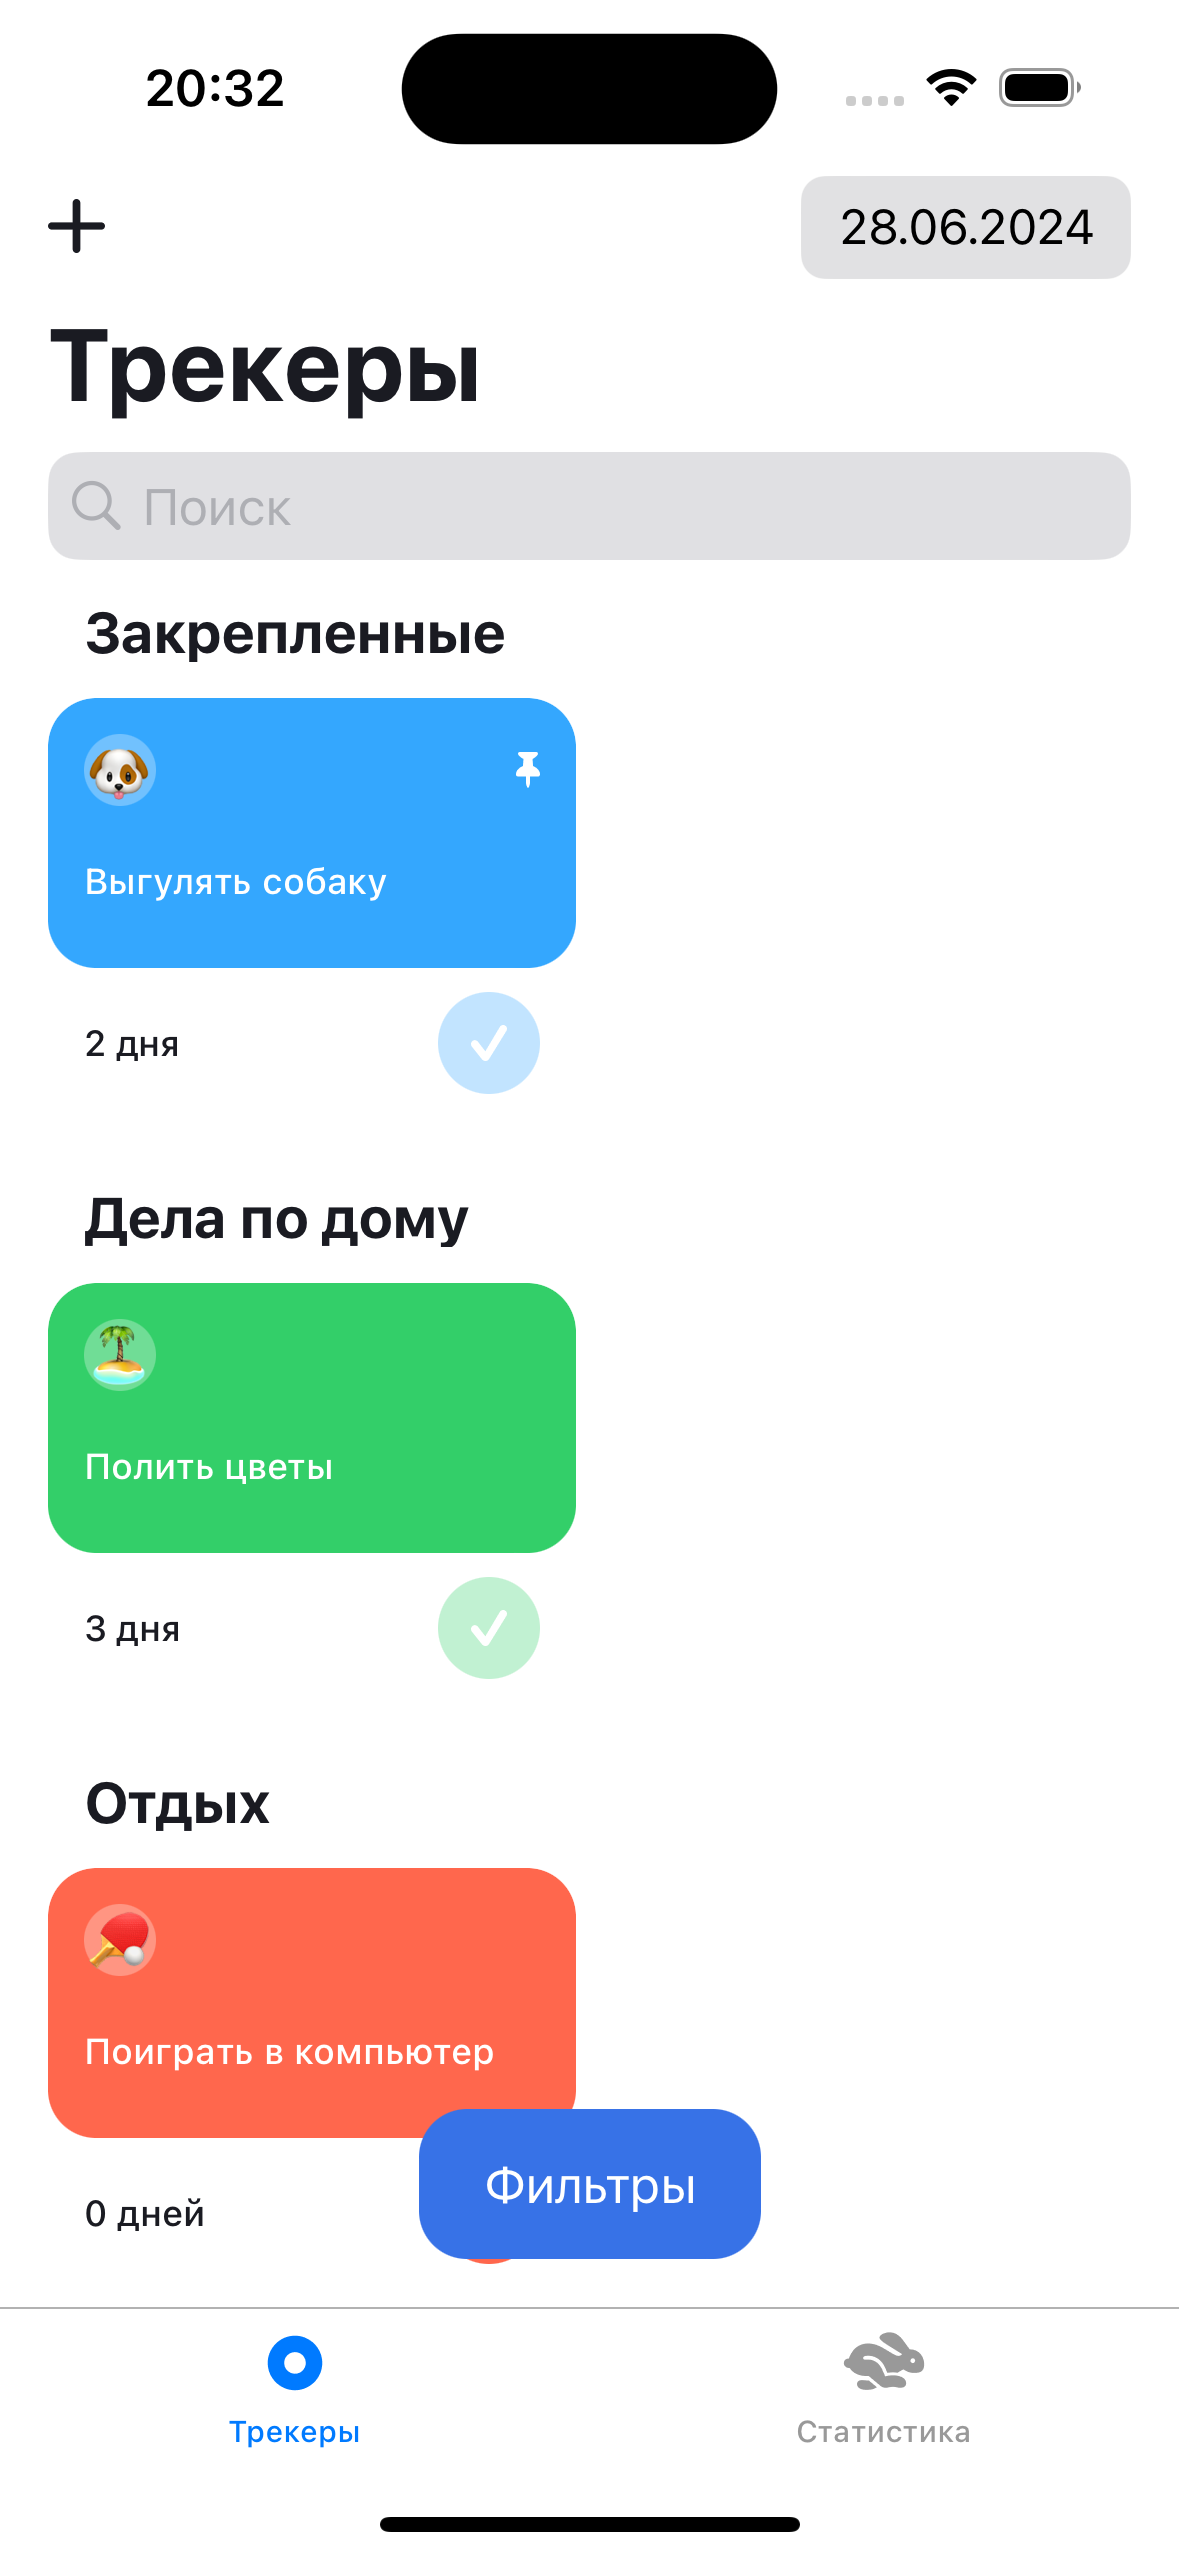 20:32
28.06.2024
Трекеры
Поиск
Закрепленные
Выгулять собаку
2 дня
Дела по дому
Полить цветы
3 дня
Отдых
Поиграть в компьютер
0 дней
Фильтры
Трекеры
Статистика